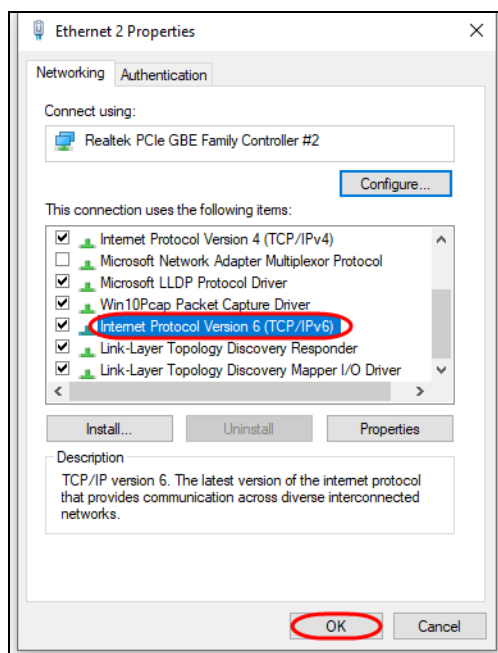 Ethernet 2 Properties
Networking
Authentication
Connect using:
Realtek PCIe GBE Family Controller #2
Configure...
This connection uses the following items:
Internet Protocol Version 4 (TCP/IPv4)
Microsoft Network Adapter Multiplexor Protocol
Microsoft LLDP Protocol Driver
Win10Pcap Packet Capture Driver
Internet Protocol Version 6 (TCP/IPv6)
Link-Layer Topology Discovery Responder
Link-Layer Topology Discovery Mapper I/O Driver
Install...
Uninstall
Properties
Description
TCP/IP version 6. The latest version of the internet protocol
that provides communication across diverse interconnected
networks.
OK
Cancel